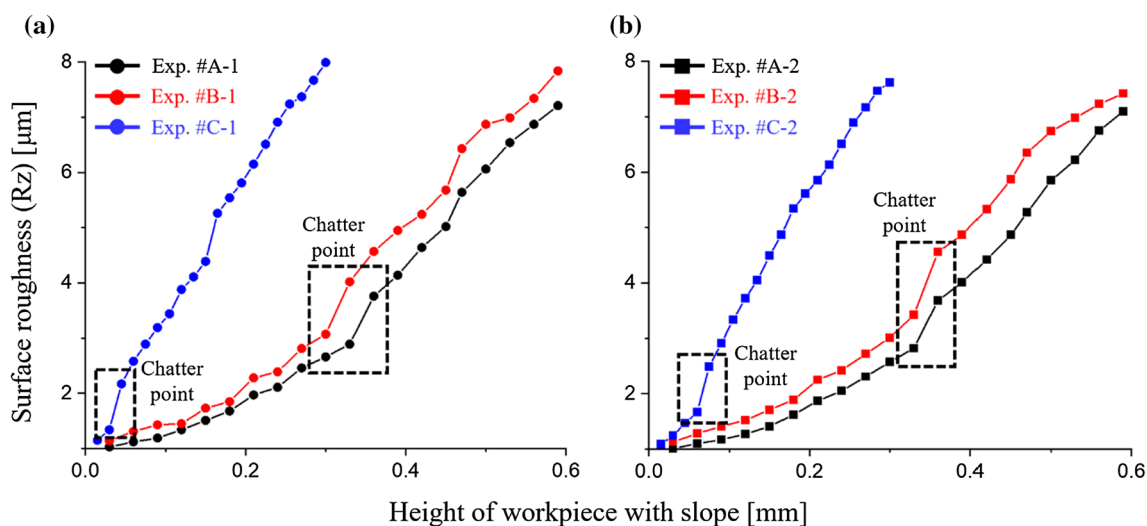 (a)
(b)
Surface roughness (Rz) [μm]
8
6
4
2
Exp. #A-1
Exp. #B-1
Exp. #C-1
Chatter
point
Chatter
point
0.0
0.2
0.4
0.6
8
6
4
2
Exp. #A-2
Exp. #B-2
Exp. #C-2
Chatter
point
Chatter
point
0.0
0.2
0.4
0.6
Height of workpiece with slope [mm]